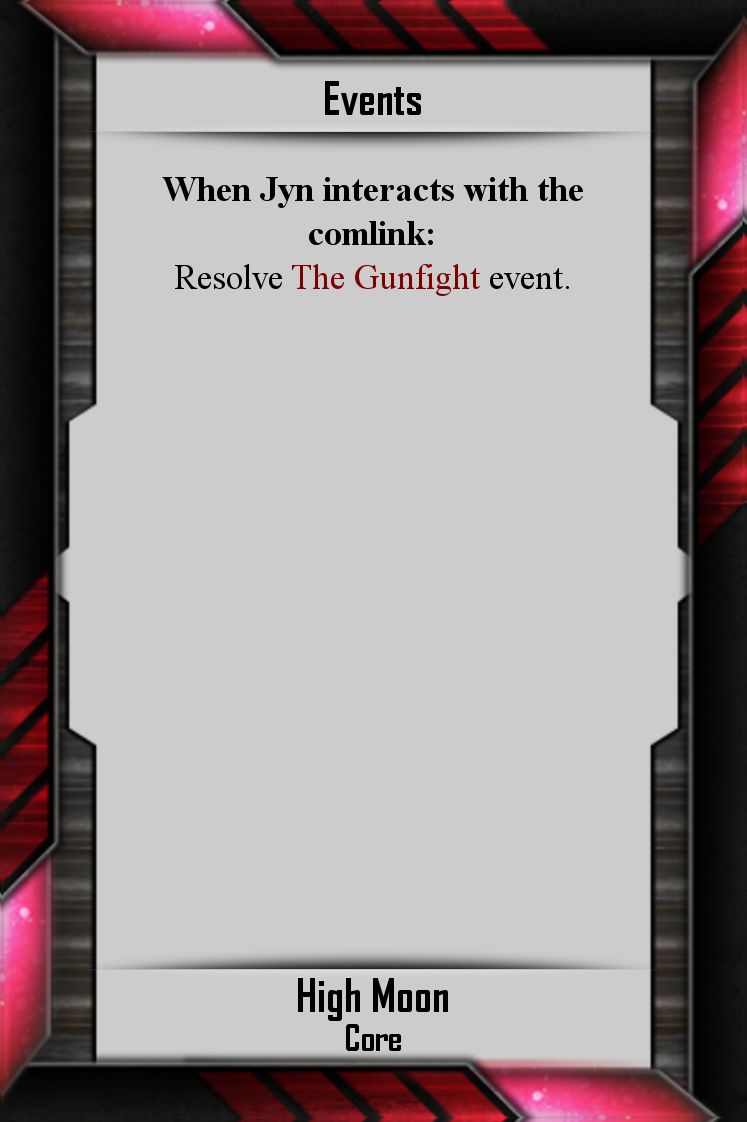 Events
When Jyn interacts with the
comlink:
Resolve The Gunfight event.
High Moon
Core